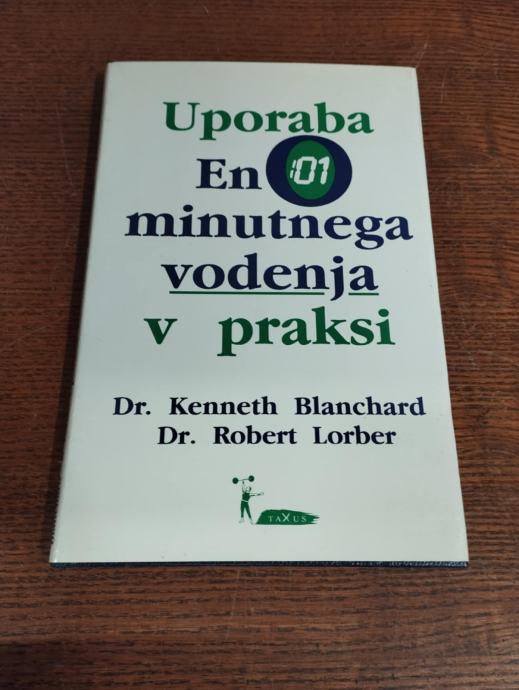 Uporaba
En :01
minutnega
vodenja
v praksi
Dr. Kenneth Blanchard
Dr. Robert Lorber
TAXUS